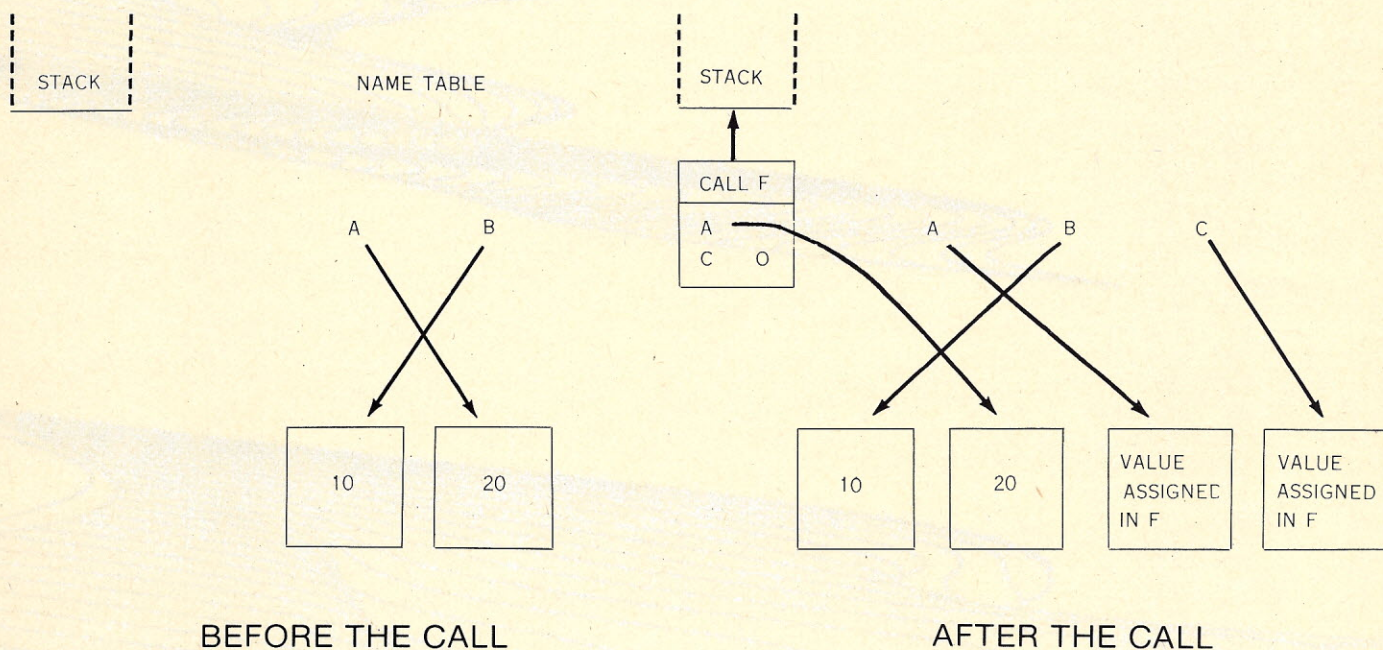 STACK
NAME TABLE
STACK
CALL F
A
C O
A B
A B C
10
20
10
20
VALUE
ASSIGNED
IN F
VALUE
ASSIGNED
IN F
BEFORE THE CALL
AFTER THE CALL